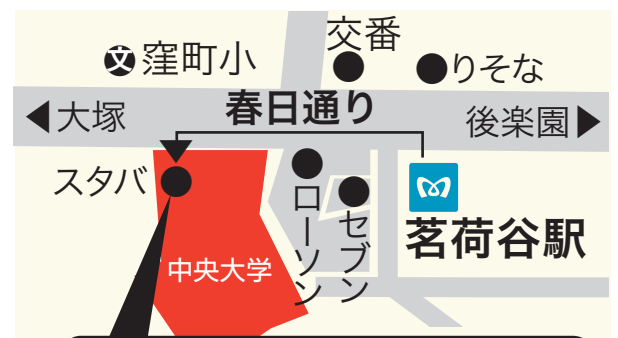 交番
文 窪町小
りそな
◀大塚
春日通り
後楽園▶
スタバ
ローソン
セブン
茗荷谷駅
中央大学